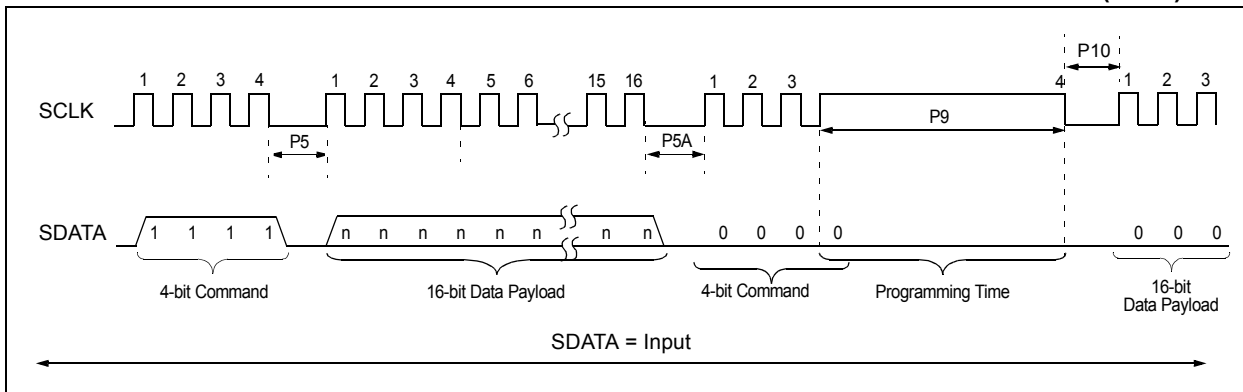 P10
1 2 3 4 1 2 3 4 5 6 15 16 1 2 3 4 1 2 3
SCLK
P9
P5
P5A
SDATA
1 1 1 1 n n n n n n n n 0 0 0 0 0 0 0
4-bit Command
16-bit Data Payload
4-bit Command
Programming Time
16-bit
Data Payload
SDATA = Input